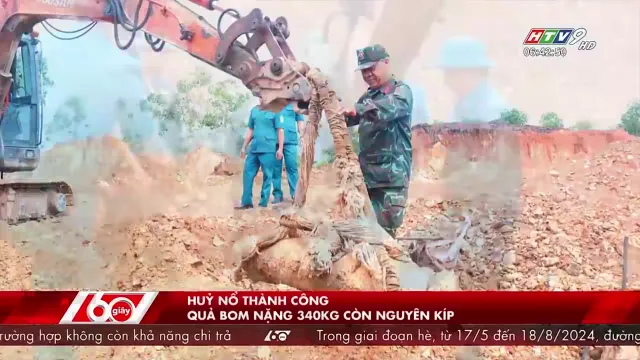 HTV9 HD
06:42:50
60 giây
HUỶ NỔ THÀNH CÔNG
QUẢ BOM NẶNG 340KG CÒN NGUYÊN KÍP
rường hợp không còn khả năng chi trả 60 Trong giai đoạn hè, từ 17/5 đến 18/8/2024, đường